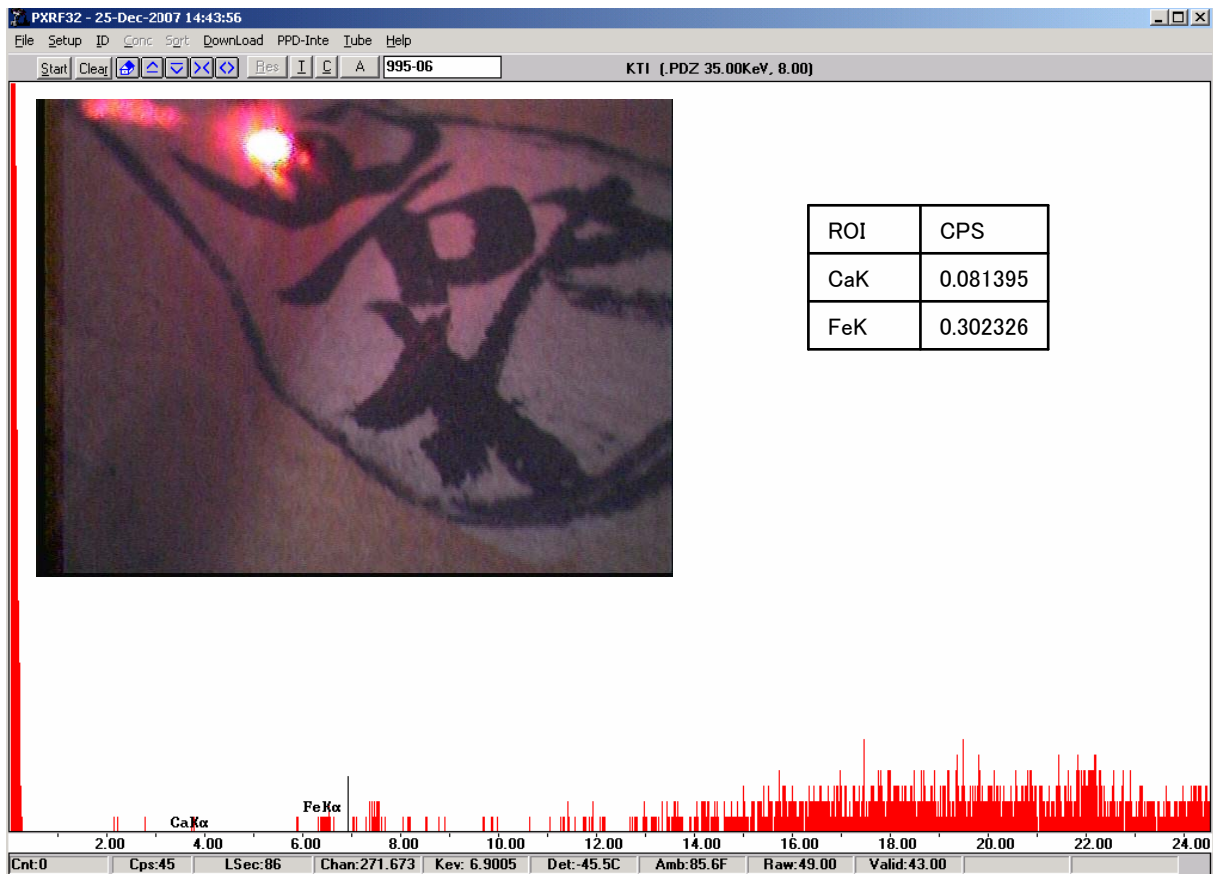 PXRF32 - 25-Dec-2007 14:43:56
File Setup ID Conc Sort DownLoad PPD-Inte Tube Help
Start Clear Res I C A 995-06 KTI (.PDZ 35.00KeV, 8.00)
ROI CPS
CaK 0.081395
FeK 0.302326
Fe Kα
Ca Kα
2.00 4.00 6.00 8.00 10.00 12.00 14.00 16.00 18.00 20.00 22.00 24.00
Cnt:0 Cps:45 LSec:86 Chan:271.673 Kev: 6.9005 Det:-45.5C Amb:85.6F Raw:49.00 Valid:43.00